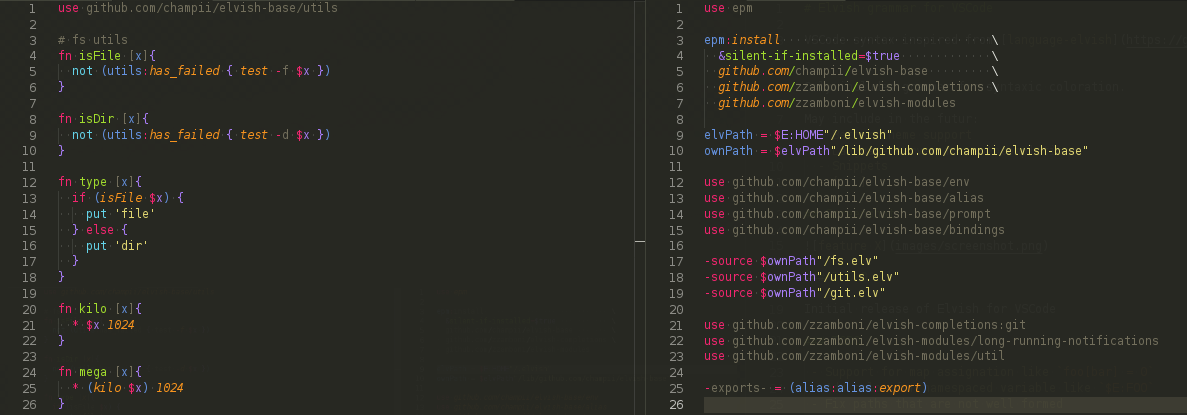 1 use github.com/champii/elvish-base/utils
2
3 # fs utils
4 fn isFile [x]{
5 not (utils:has_failed { test -f $x })
6 }
7
8 fn isDir [x]{
9 not (utils:has_failed { test -d $x })
10 }
11
12 fn type [x]{
13 if (isFile $x) {
14 put 'file'
15 } else {
16 put 'dir'
17 }
18 }
19
20 fn kilo [x]{
21 * $x 1024
22 }
23
24 fn mega [x]{
25 * (kilo $x) 1024
26 }
1 use epm
2
3 epm:install \
4 &silent-if-installed=$true \
5 github.com/champii/elvish-base \
6 github.com/zzamboni/elvish-completions \
7 github.com/zzamboni/elvish-modules
8
9 elvPath = $E:HOME"/.elvish"
10 ownPath = $elvPath"/lib/github.com/champii/elvish-base"
11
12 use github.com/champii/elvish-base/env
13 use github.com/champii/elvish-base/alias
14 use github.com/champii/elvish-base/prompt
15 use github.com/champii/elvish-base/bindings
16
17 -source $ownPath"/fs.elv"
18 -source $ownPath"/utils.elv"
19 -source $ownPath"/git.elv"
20
21 use github.com/zzamboni/elvish-completions:git
22 use github.com/zzamboni/elvish-modules/long-running-notifications
23 use github.com/zzamboni/elvish-modules/util
24
25 -exports- = (alias:alias:export)
26